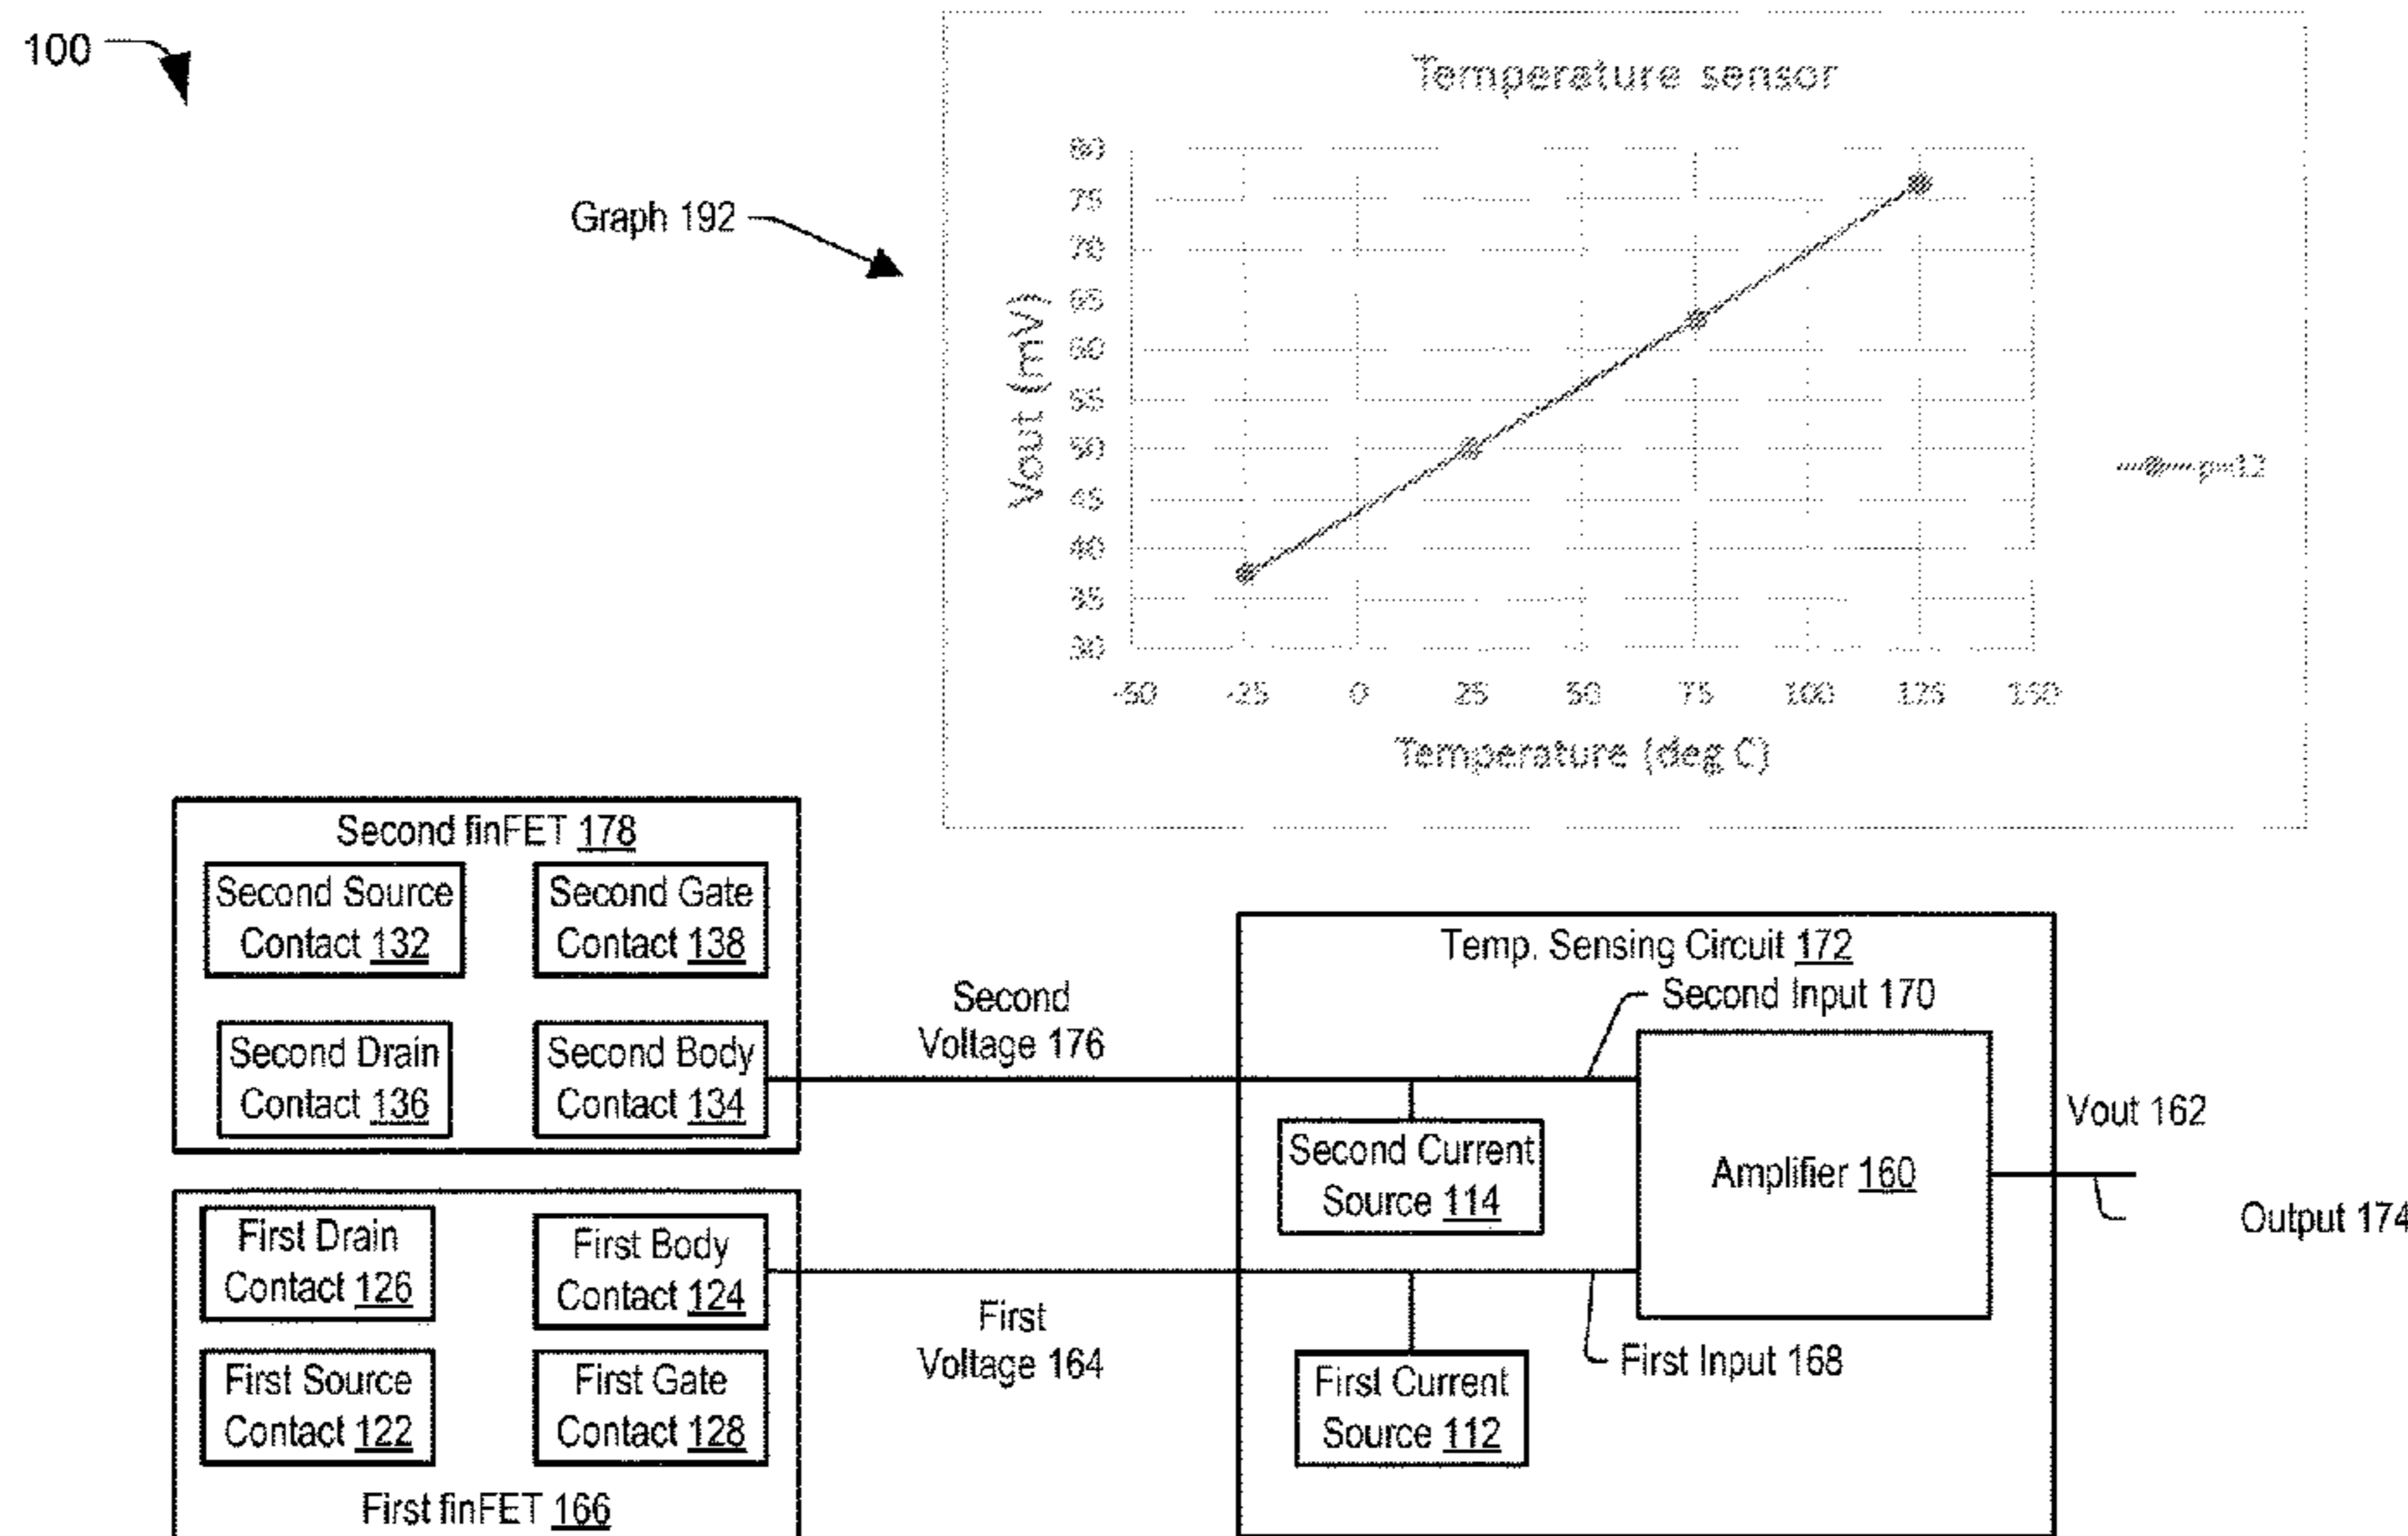 100
Temperature sensor
Graph 192
Vout (mV)
80
75
70
65
60
55
50
45
40
35
30
p=12
-50 -25 0 25 50 75 100 125 150
Temperature (deg C)
Second finFET 178
Second Source
Contact 132
Second Gate
Contact 138
Second Drain
Contact 136
Second Body
Contact 134
Second
Voltage 176
Temp. Sensing Circuit 172
Second Input 170
Second Current
Source 114
Amplifier 160
Vout 162
Output 174
First Drain
Contact 126
First Body
Contact 124
First Source
Contact 122
First Gate
Contact 128
First finFET 166
First
Voltage 164
First Current
Source 112
First Input 168